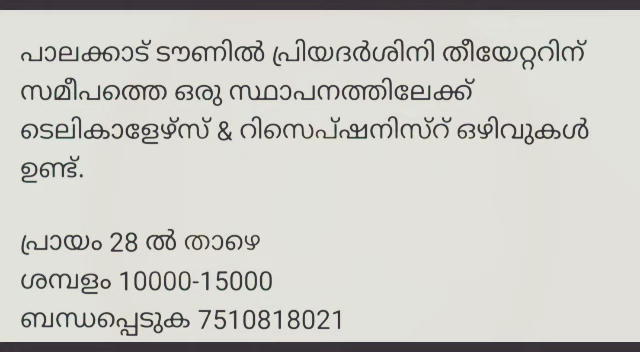 പാലക്കാട് ടൗണിൽ പ്രിയദർശിനി തീയേറ്ററിന്
സമീപത്തെ ഒരു സ്ഥാപനത്തിലേക്ക്
ടെലികാളേഴ്സ് & റിസെപ്ഷനിസ്റ് ഒഴിവുകൾ
ഉണ്ട്.
പ്രായം 28 ൽ താഴെ
ശമ്പളം 10000-15000
ബന്ധപ്പെടുക 7510818021